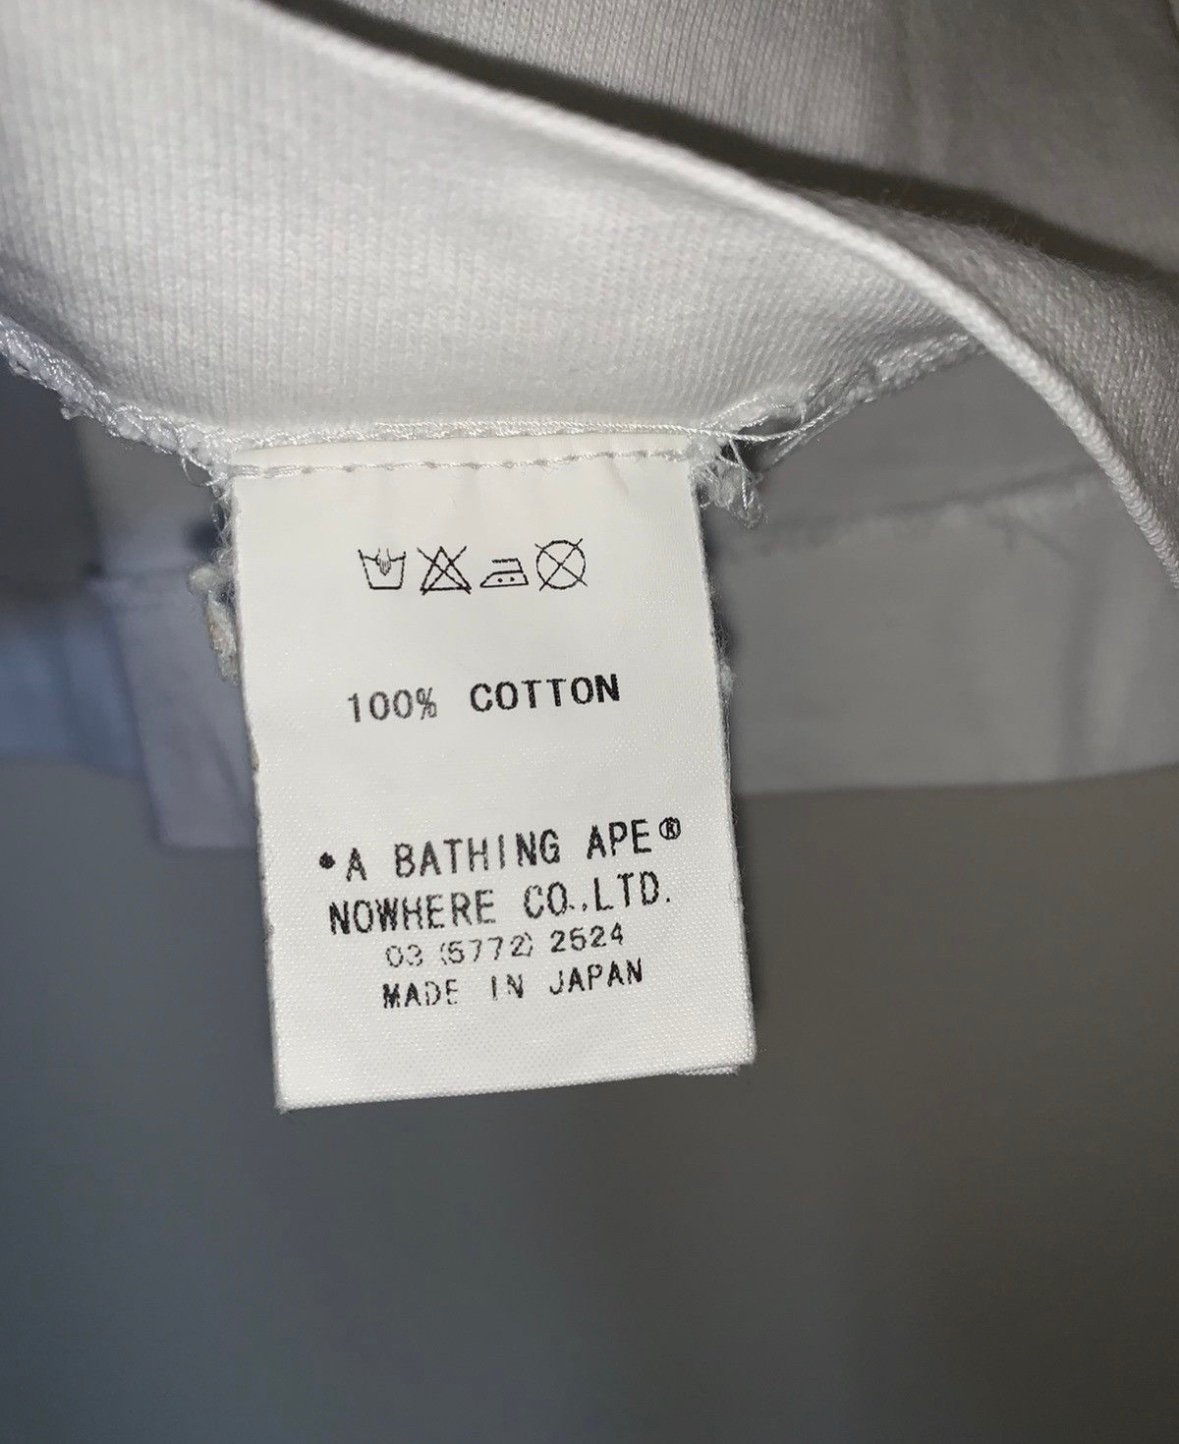 100% COTTON
•A BATHING APE®
NOWHERE CO.,LTD.
03 (5772) 2524
MADE IN JAPAN